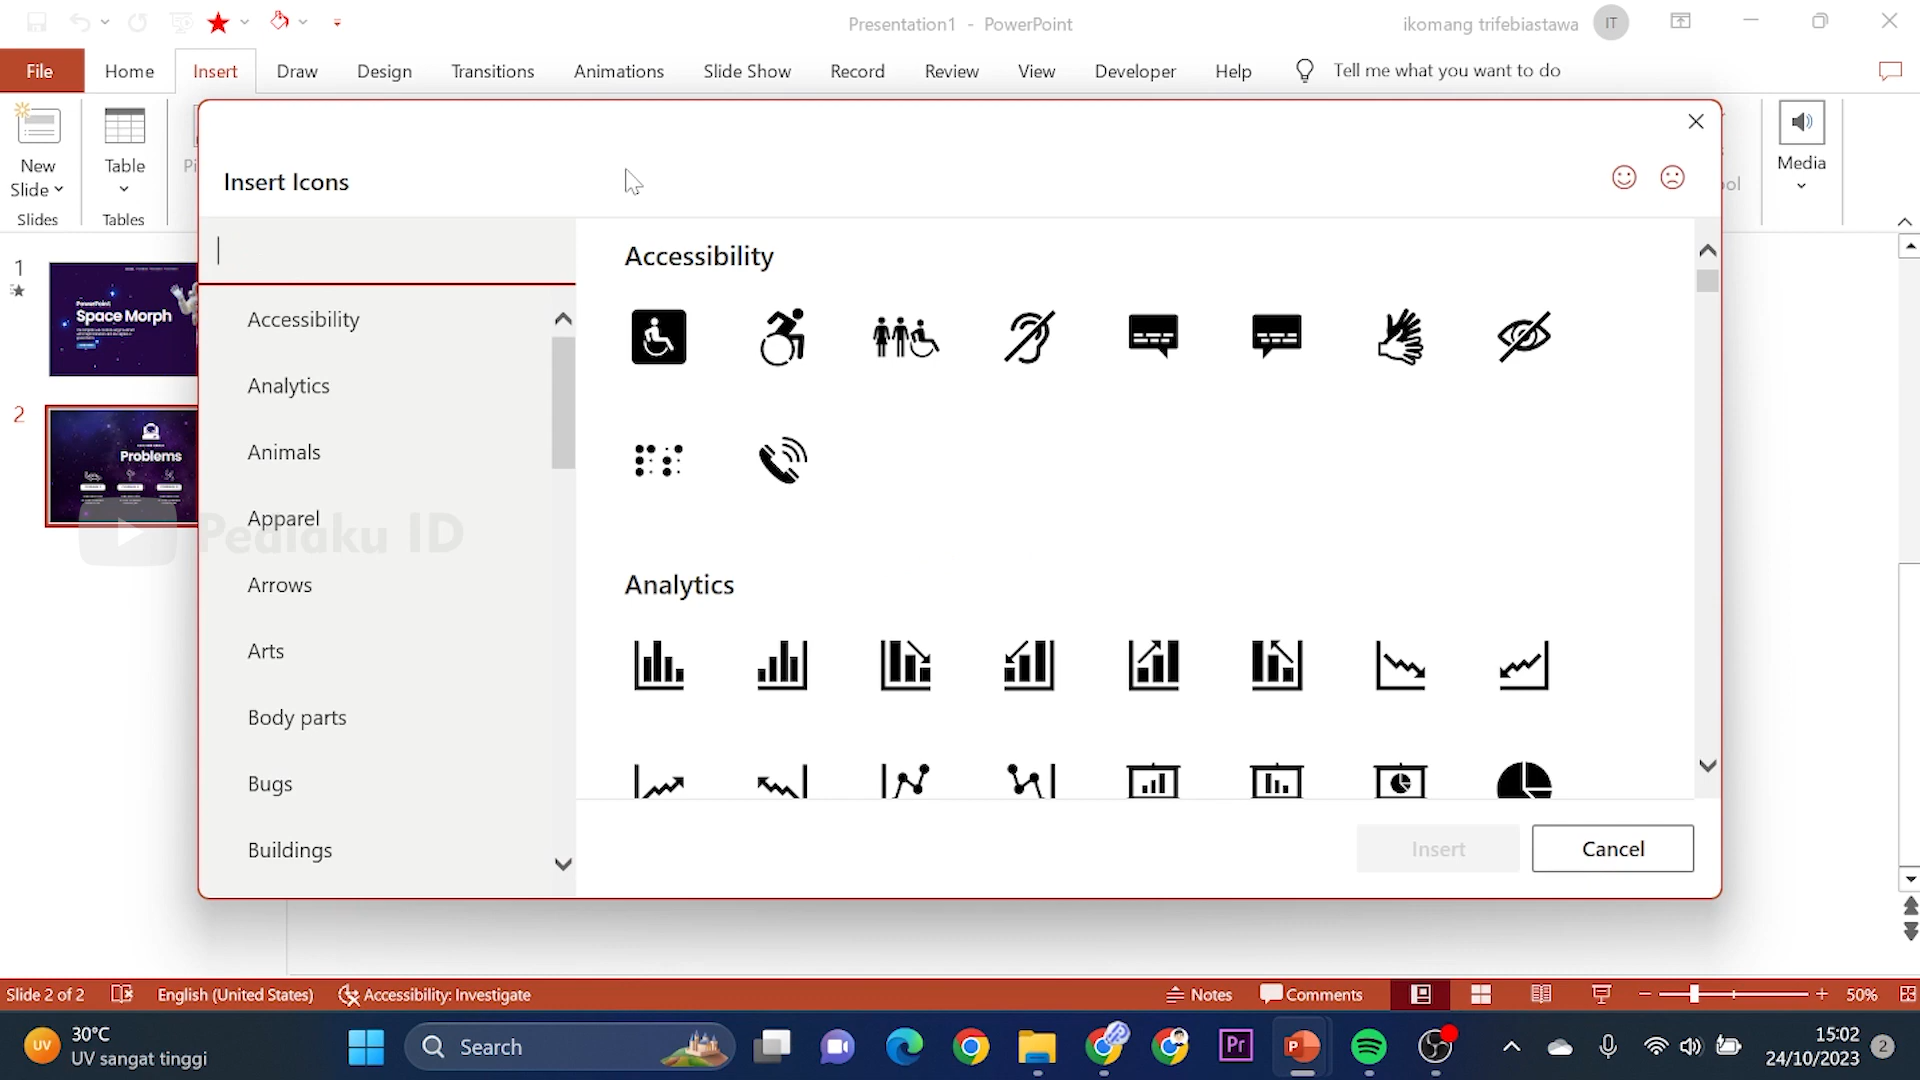 Presentation1 - PowerPoint
ikomang trifebiastawa
IT
File
Home
Insert
Draw
Design
Transitions
Animations
Slide Show
Record
Review
View
Developer
Help
Tell me what you want to do
New
Slide
Slides
Table
Tables
Media
Insert Icons
1
PowerPoint
Space Morph
2
Problems
Accessibility
Analytics
Animals
Apparel
Arrows
Arts
Body parts
Bugs
Buildings
Pediaku ID
Accessibility
Analytics
Insert
Cancel
Slide 2 of 2
English (United States)
Accessibility: Investigate
Notes
Comments
50%
UV
30°C
UV sangat tinggi
Search
Pr
P
15:02
24/10/2023
2